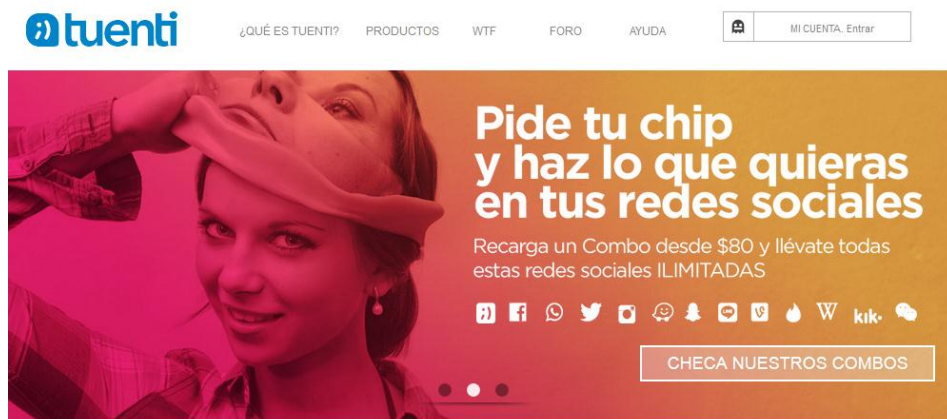 ;) tuenti
¿QUÉ ES TUENTI? PRODUCTOS WTF FORO AYUDA MI CUENTA. Entrar
Pide tu chip
y haz lo que quieras
en tus redes sociales
Recarga un Combo desde $80 y llévate todas
estas redes sociales ILIMITADAS
;) f LINE V W kik•
CHECA NUESTROS COMBOS